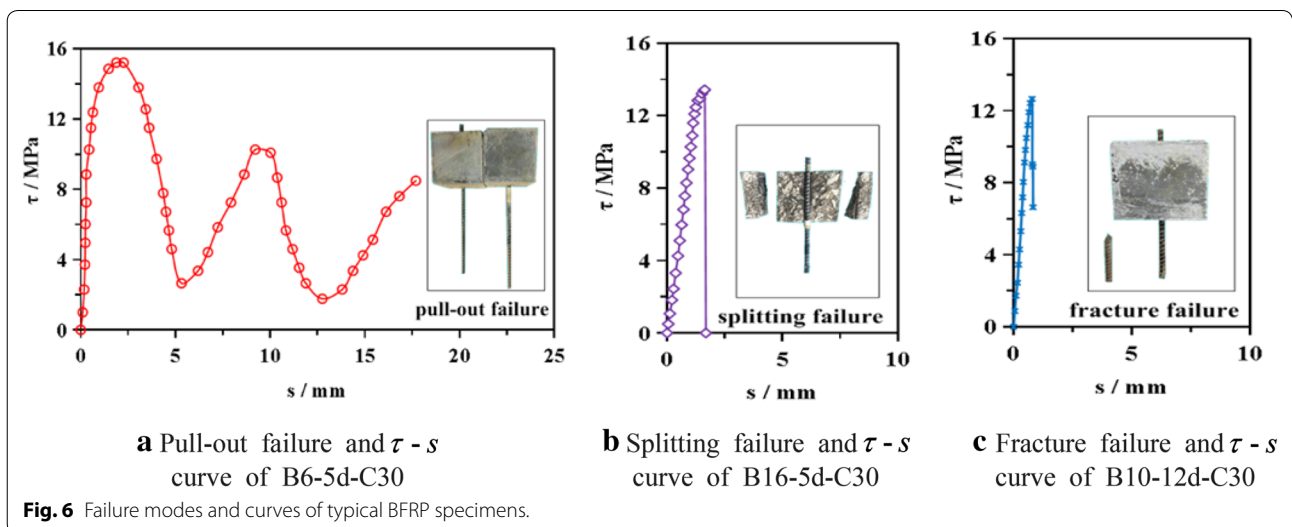 16
12
8
4
0
τ / MPa
0 5 10 15 20 25
s / mm
pull-out failure
a Pull-out failure and τ - s
curve of B6-5d-C30
16
12
8
4
0
τ / MPa
0 5 10
s / mm
splitting failure
b Splitting failure and τ - s
curve of B16-5d-C30
16
12
8
4
0
τ / MPa
0 5 10
s / mm
fracture failure
c Fracture failure and τ - s
curve of B10-12d-C30
Fig. 6 Failure modes and curves of typical BFRP specimens.